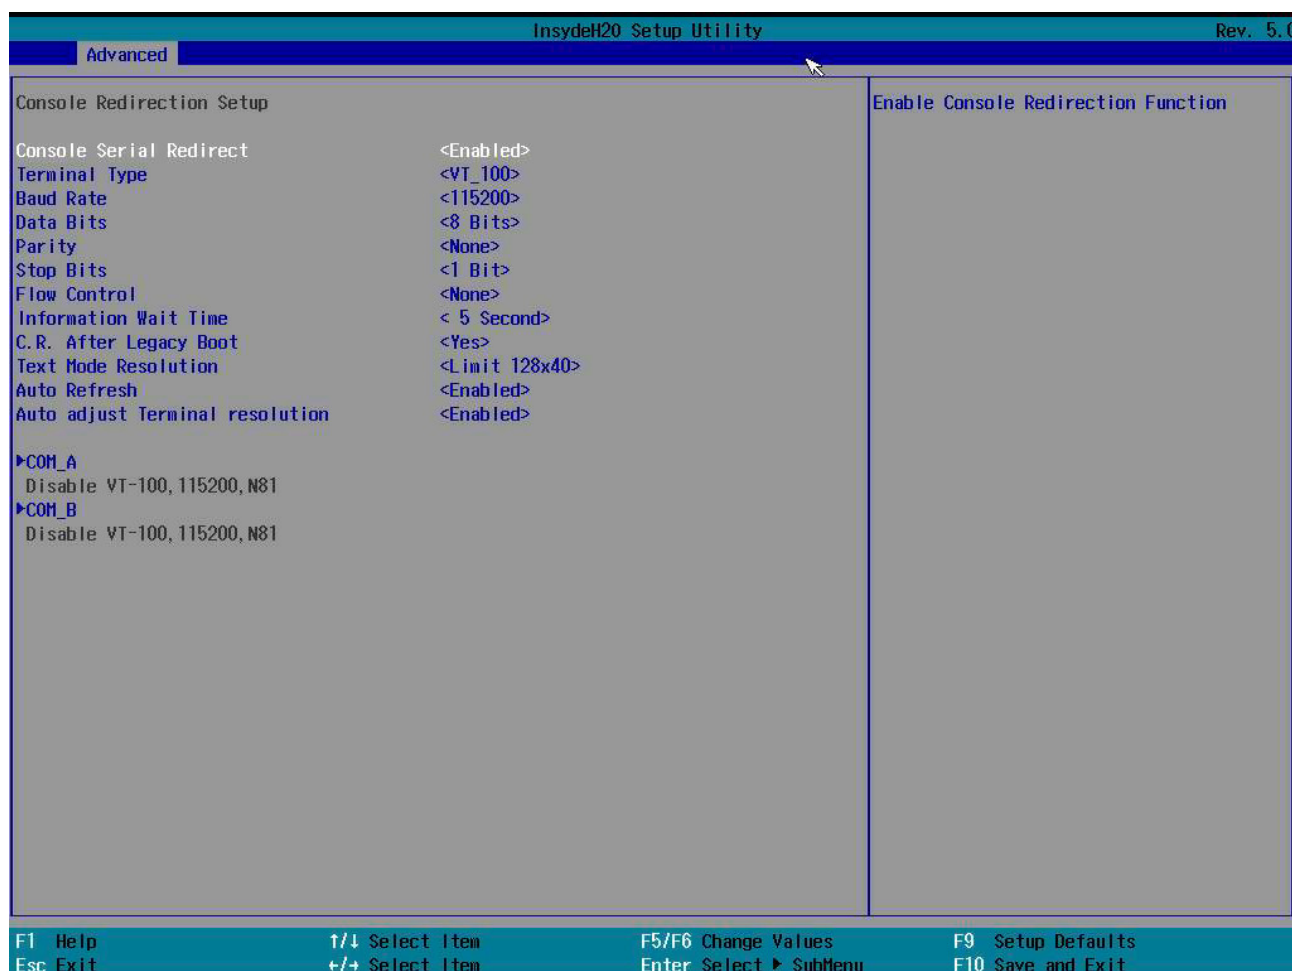 InsydeH20 Setup Utility Rev. 5.0
Advanced
Console Redirection Setup
Enable Console Redirection Function
Console Serial Redirect <Enabled>
Terminal Type <VT_100>
Baud Rate <115200>
Data Bits <8 Bits>
Parity <None>
Stop Bits <1 Bit>
Flow Control <None>
Information Wait Time < 5 Second>
C.R. After Legacy Boot <Yes>
Text Mode Resolution <Limit 128x40>
Auto Refresh <Enabled>
Auto adjust Terminal resolution <Enabled>
▶COM_A
Disable VT-100,115200,N81
▶COM_B
Disable VT-100,115200,N81
F1 Help ↑/↓ Select Item F5/F6 Change Values F9 Setup Defaults
Esc Exit ←/→ Select Item Enter Select ▶ SubMenu F10 Save and Exit